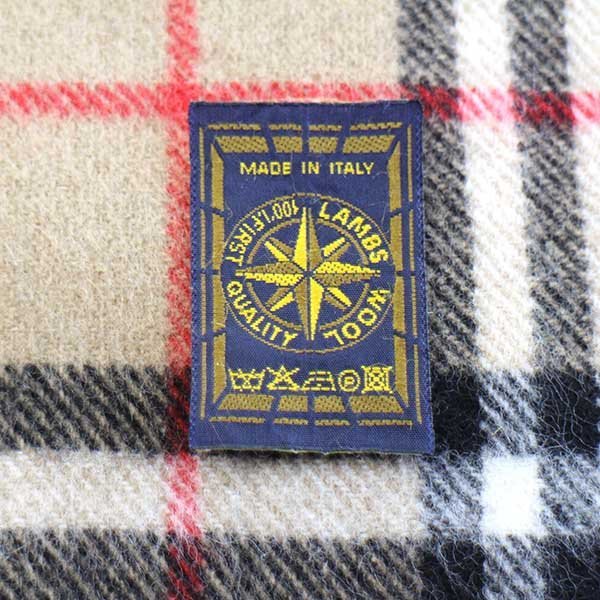 MADE IN ITALY
100% FIRST QUALITY
LAMBS WOOL
P